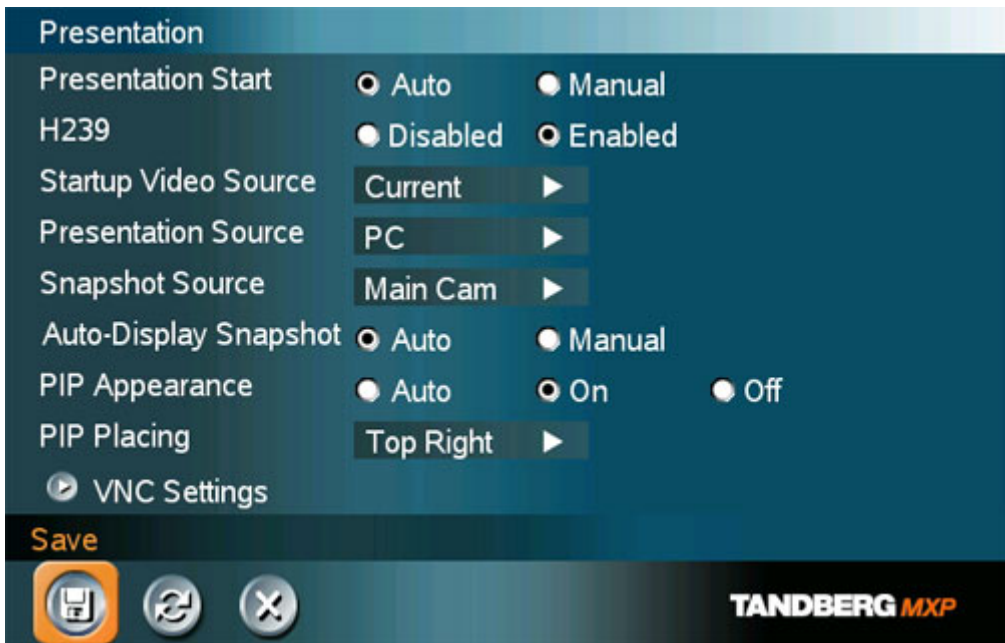 Presentation
Presentation Start Auto Manual
H239 Disabled Enabled
Startup Video Source Current
Presentation Source PC
Snapshot Source Main Cam
Auto-Display Snapshot Auto Manual
PIP Appearance Auto On Off
PIP Placing Top Right
VNC Settings
Save
TANDBERG MXP